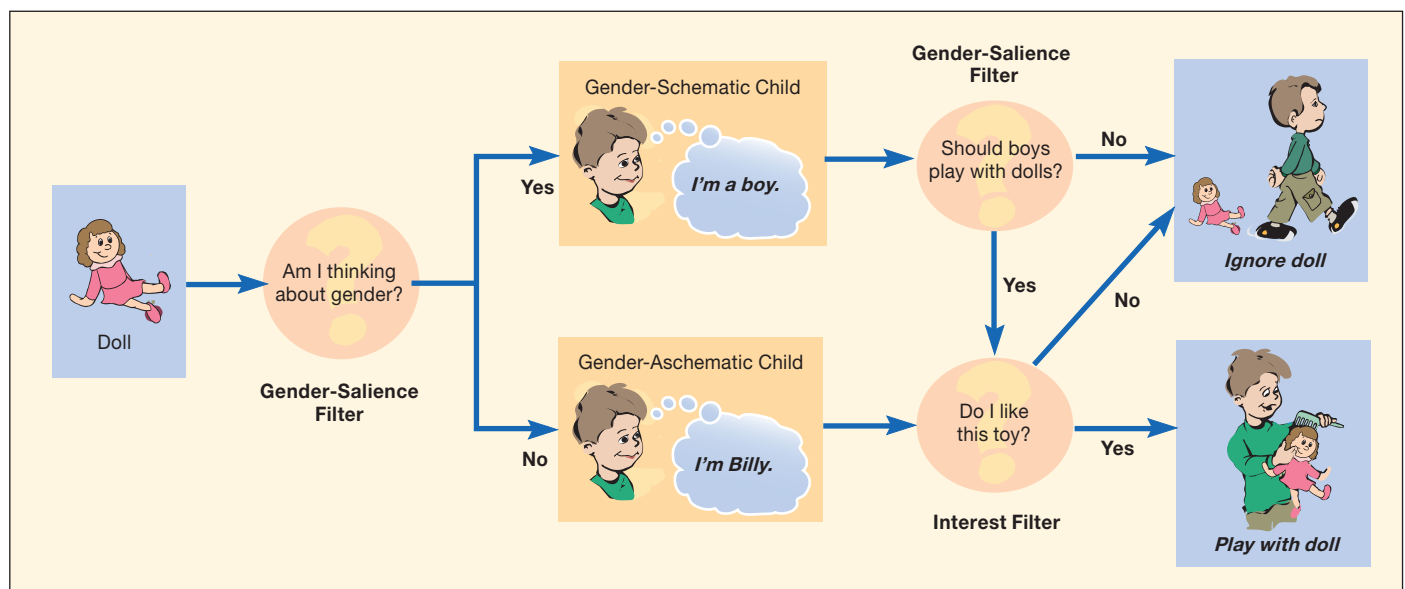 Doll
Am I thinking
about gender?
Gender-Salience
Filter
Yes
No
Gender-Schematic Child
I'm a boy.
Gender-Aschematic Child
I'm Billy.
Gender-Salience
Filter
Should boys
play with dolls?
No
Yes
Do I like
this toy?
Interest Filter
No
Yes
Ignore doll
Play with doll